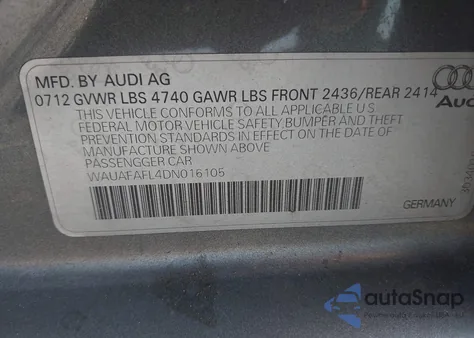 MFD. BY AUDI AG
0712 GVWR LBS 4740 GAWR LBS FRONT 2436/REAR 2414
THIS VEHICLE CONFORMS TO ALL APPLICABLE U.S.
FEDERAL MOTOR VEHICLE SAFETY,BUMPER AND THEFT
PREVENTION STANDARDS IN EFFECT ON THE DATE OF
MANUFACTURE SHOWN ABOVE
PASSENGGER CAR
WAUAFAFL4DN016105
Aud
GERMANY
autoSnap